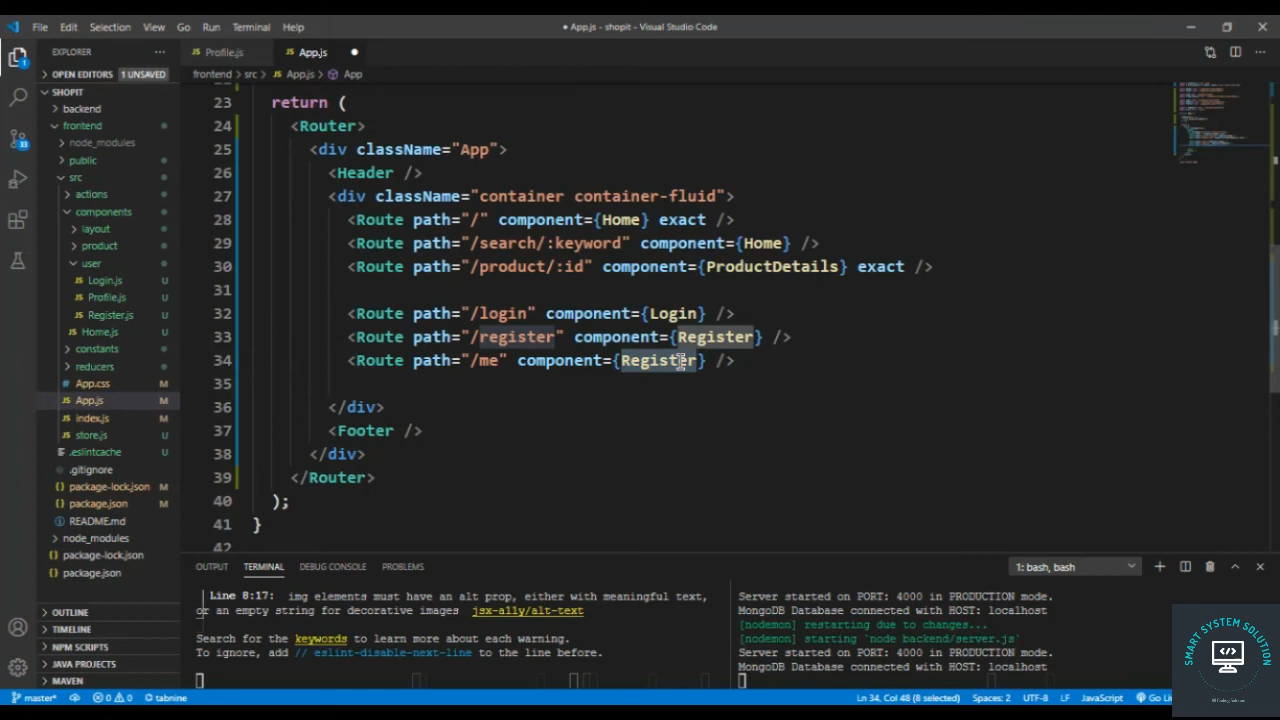 File Edit Selection View Go Run Terminal Help
● App.js - shopit - Visual Studio Code
EXPLORER
OPEN EDITORS 1 UNSAVED
SHOPIT
backend
frontend
node_modules
public
src
actions
components
layout
product
user
JS Login.js U
JS Profile.js U
JS Register.js U
JS Home.js U
constants
reducers
App.css M
JS App.js M
JS index.js M
JS store.js U
.eslintcache U
.gitignore
{} package-lock.json M
{} package.json M
README.md
node_modules
{} package-lock.json
{} package.json
OUTLINE
TIMELINE
NPM SCRIPTS
JAVA PROJECTS
MAVEN
JS Profile.js JS App.js ●
frontend > src > JS App.js > App
23 return (
24 <Router>
25 <div className="App">
26 <Header />
27 <div className="container container-fluid">
28 <Route path="/" component={Home} exact />
29 <Route path="/search/:keyword" component={Home} />
30 <Route path="/product/:id" component={ProductDetails} exact />
31
32 <Route path="/login" component={Login} />
33 <Route path="/register" component={Register} />
34 <Route path="/me" component={Register} />
35
36 </div>
37 <Footer />
38 </div>
39 </Router>
40 );
41 }
42
OUTPUT TERMINAL DEBUG CONSOLE PROBLEMS
1: bash, bash
Line 8:17: img elements must have an alt prop, either with meaningful text,
or an empty string for decorative images jsx-a11y/alt-text
Search for the keywords to learn more about each warning.
To ignore, add // eslint-disable-next-line to the line before.
Server started on PORT: 4000 in PRODUCTION mode.
MongoDB Database connected with HOST: localhost
[nodemon] restarting due to changes...
[nodemon] starting `node backend/server.js`
Server started on PORT: 4000 in PRODUCTION mode.
MongoDB Database connected with HOST: localhost
master* 0 0 tabnine
Ln 34, Col 48 (8 selected) Spaces: 2 UTF-8 LF JavaScript Go Li
1
33
SMART SYSTEM SOLUTION